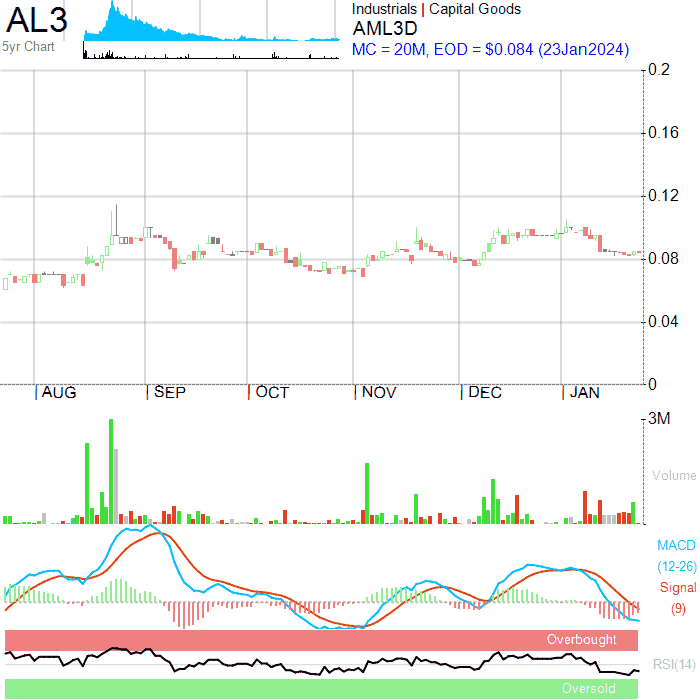 AL3
5yr Chart
Industrials | Capital Goods
AML3D
MC = 20M, EOD = $0.084 (23Jan2024)
0.2
0.16
0.12
0.08
0.04
0
AUG SEP OCT NOV DEC JAN
3M
Volume
MACD
(12-26)
Signal
(9)
Overbought
RSI(14)
Oversold